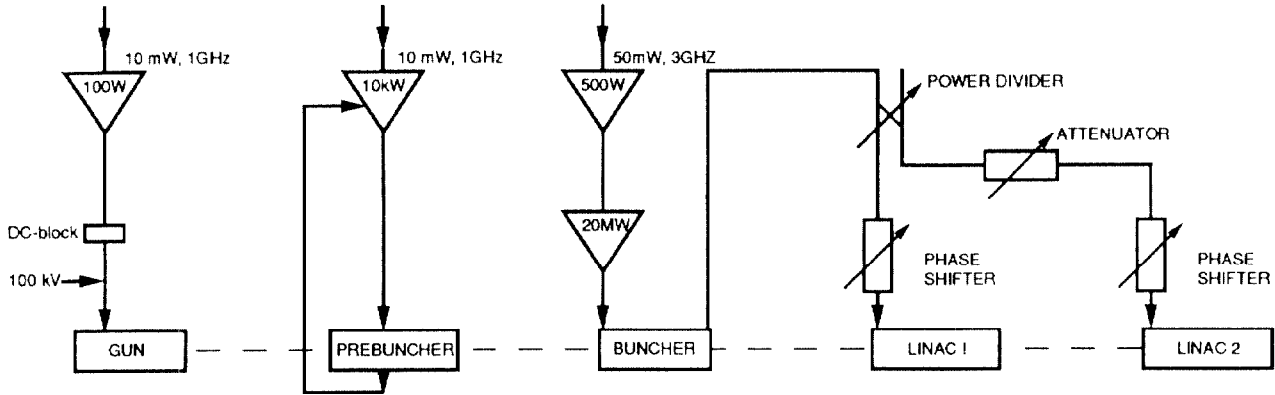 10 mW, 1GHz
10 mW, 1GHz
50mW, 3GHZ
100W
10kW
500W
POWER DIVIDER
ATTENUATOR
20MW
DC-block
100 kV
PHASE
SHIFTER
PHASE
SHIFTER
GUN
PREBUNCHER
BUNCHER
LINAC I
LINAC 2